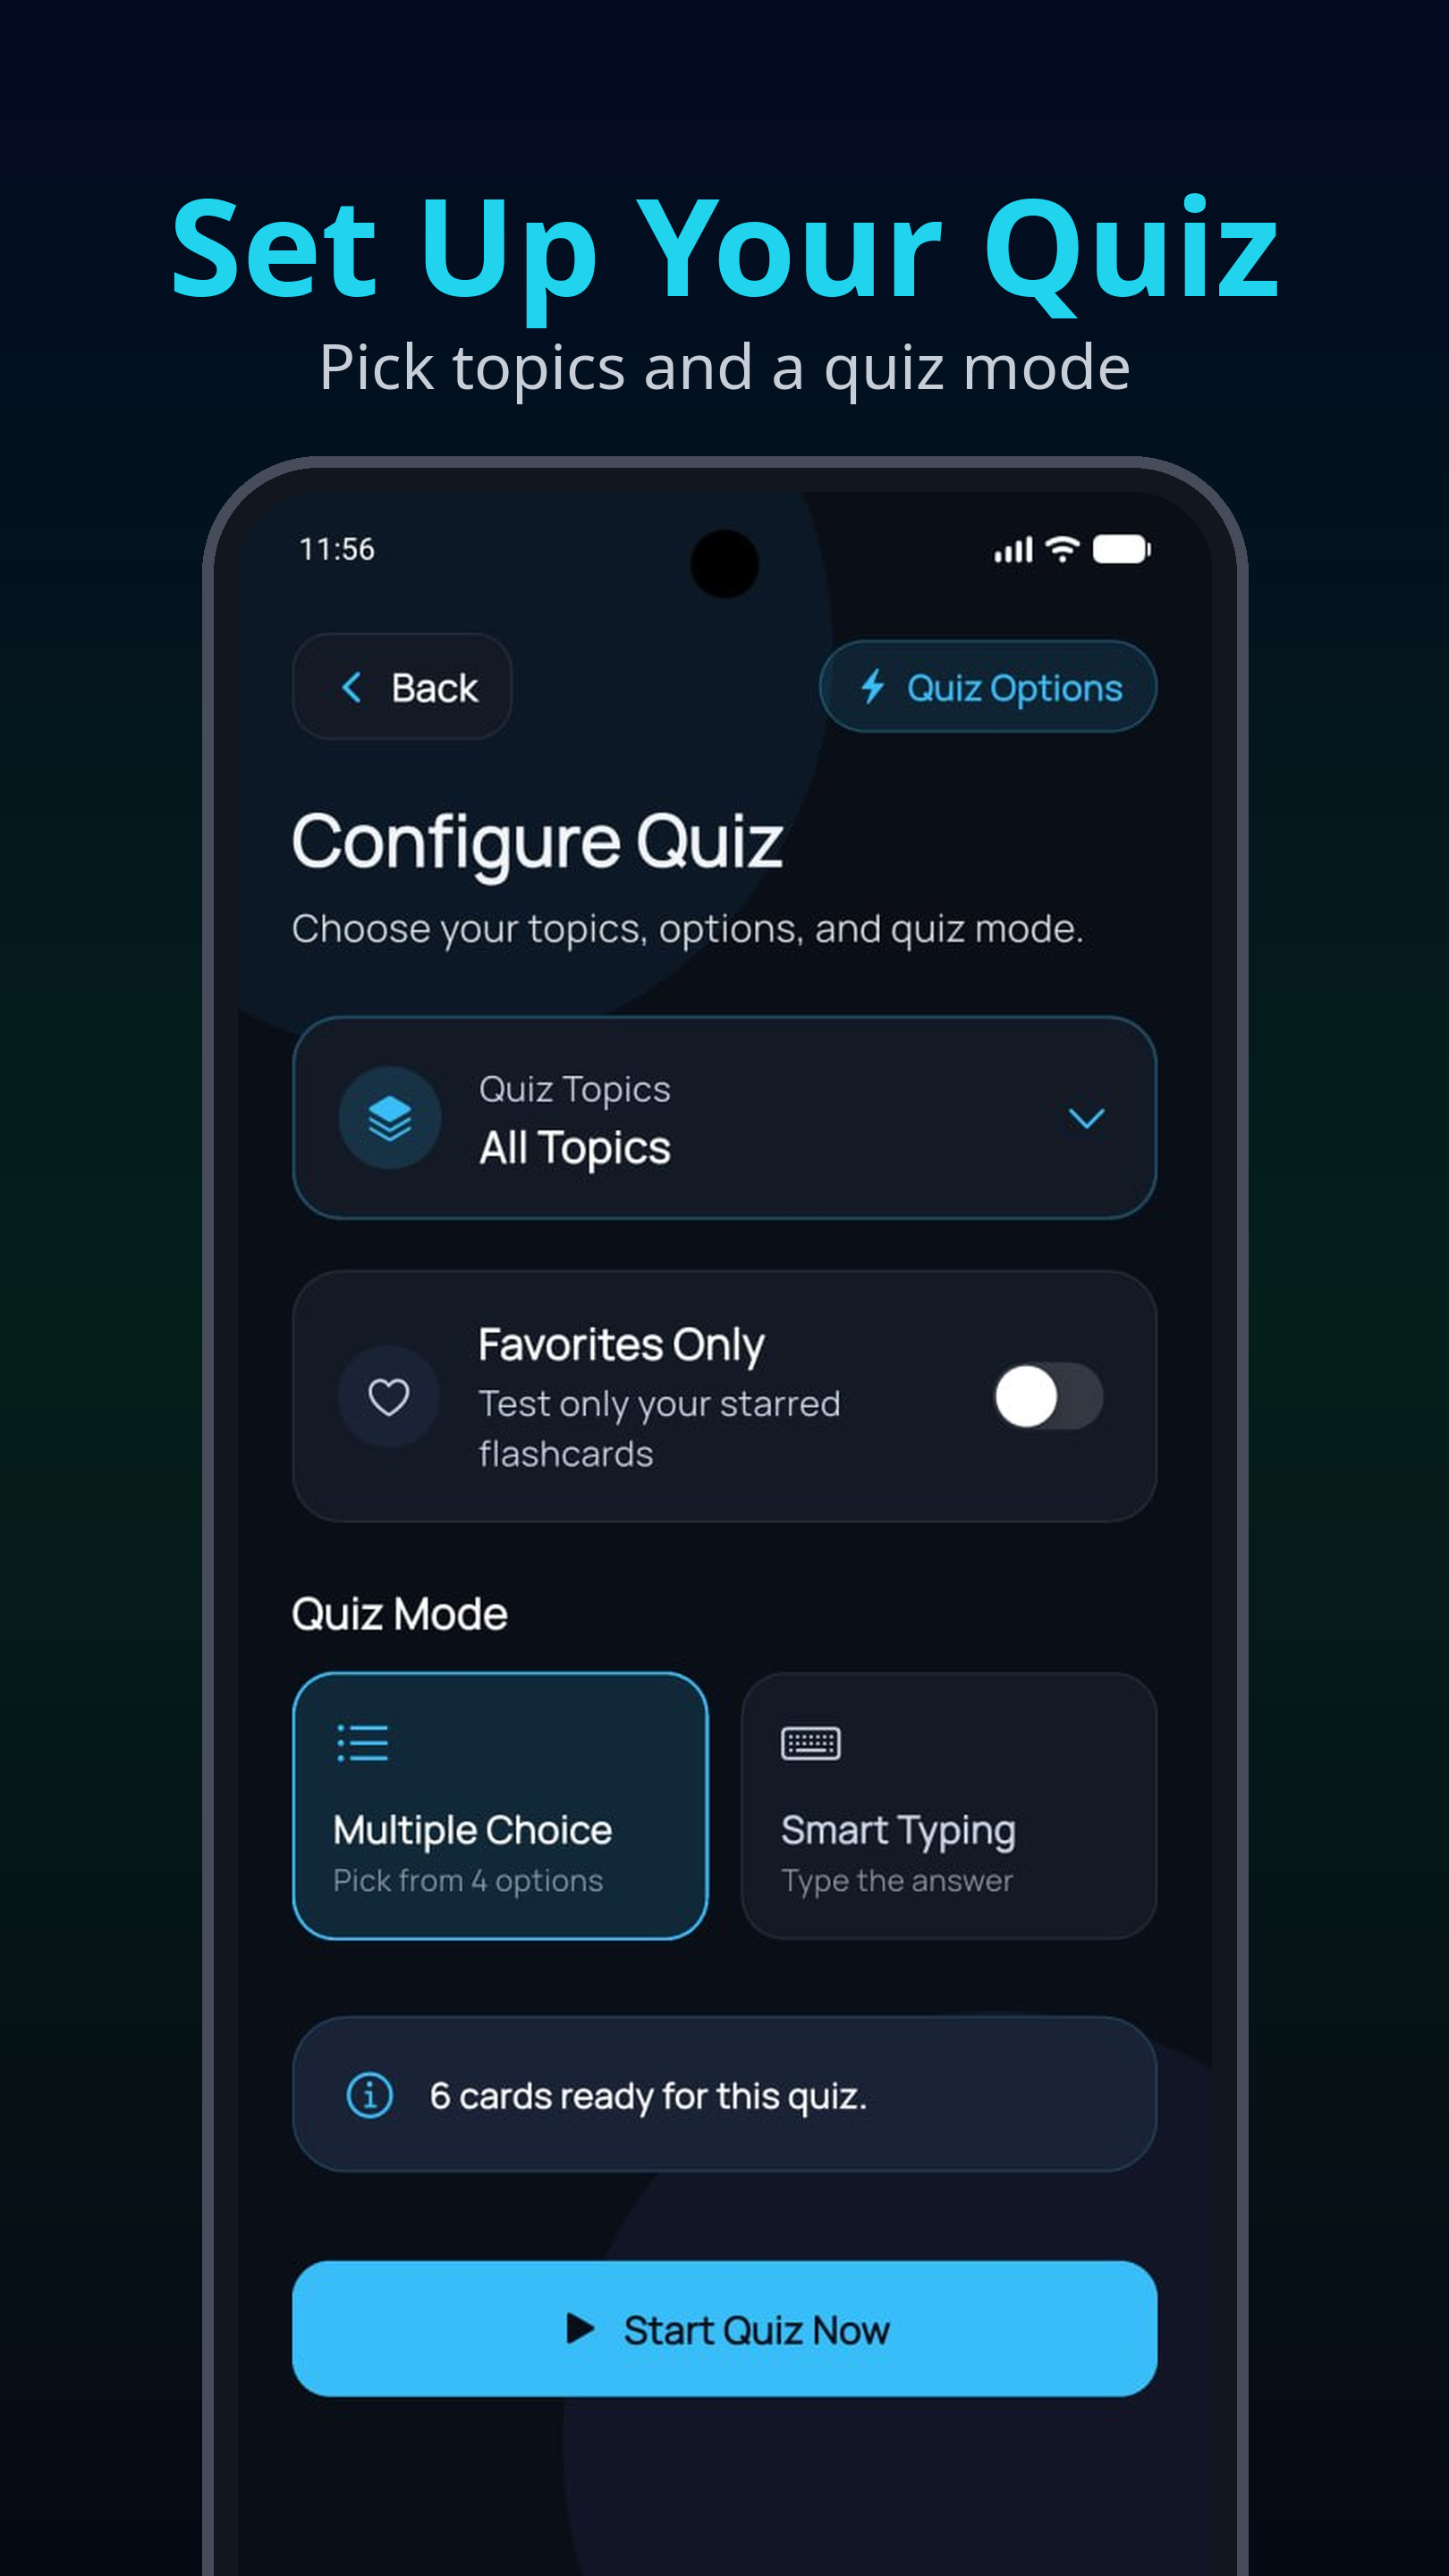 Set Up Your Quiz
Pick topics and a quiz mode
11:56
Back
Quiz Options
Configure Quiz
Choose your topics, options, and quiz mode.
Quiz Topics
All Topics
Favorites Only
Test only your starred
flashcards
Quiz Mode
Multiple Choice
Pick from 4 options
Smart Typing
Type the answer
6 cards ready for this quiz.
Start Quiz Now